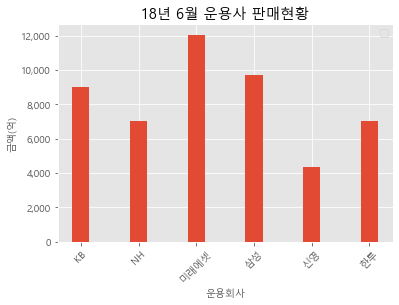 18년 6월 운용사 판매현황
12,000
10,000
8,000
6,000
4,000
2,000
0
금액(억)
KB
NH
미래에셋
삼성
신영
한투
운용회사